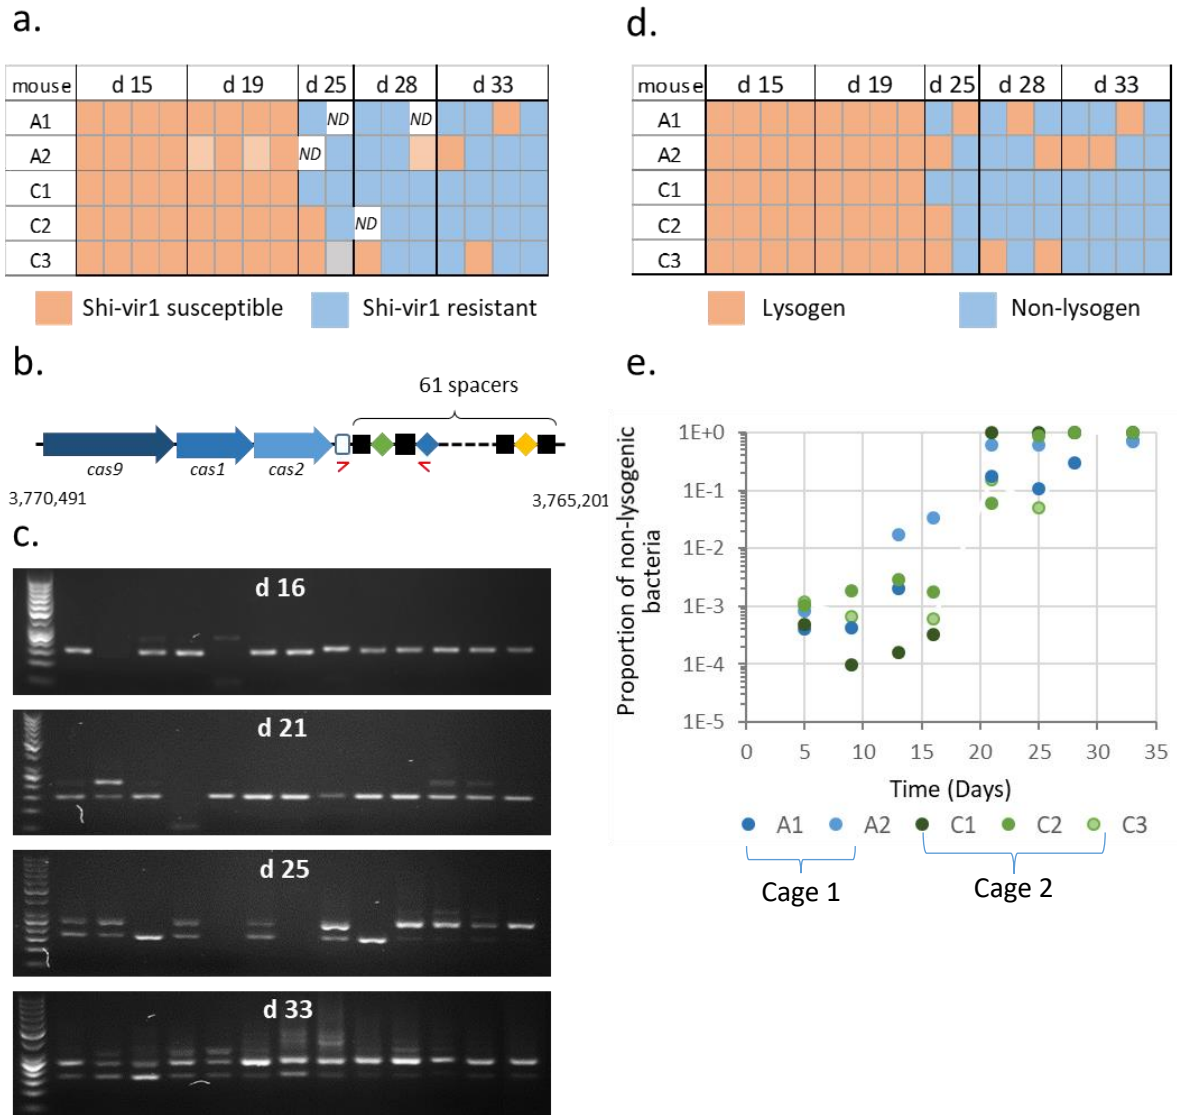 a.
mouse d 15 d 19 d 25 d 28 d 33
A1 ND ND
A2 ND
C1
C2 ND
C3
Shi-vir1 susceptible Shi-vir1 resistant
b.
61 spacers
cas9 cas1 cas2
3,770,491 3,765,201
c.
d 16
d 21
d 25
d 33
d.
mouse d 15 d 19 d 25 d 28 d 33
A1
A2
C1
C2
C3
Lysogen Non-lysogen
e.
Proportion of non-lysogenic
bacteria
1E+0
1E-1
1E-2
1E-3
1E-4
1E-5
0 5 10 15 20 25 30 35
Time (Days)
A1 A2 C1 C2 C3
Cage 1 Cage 2